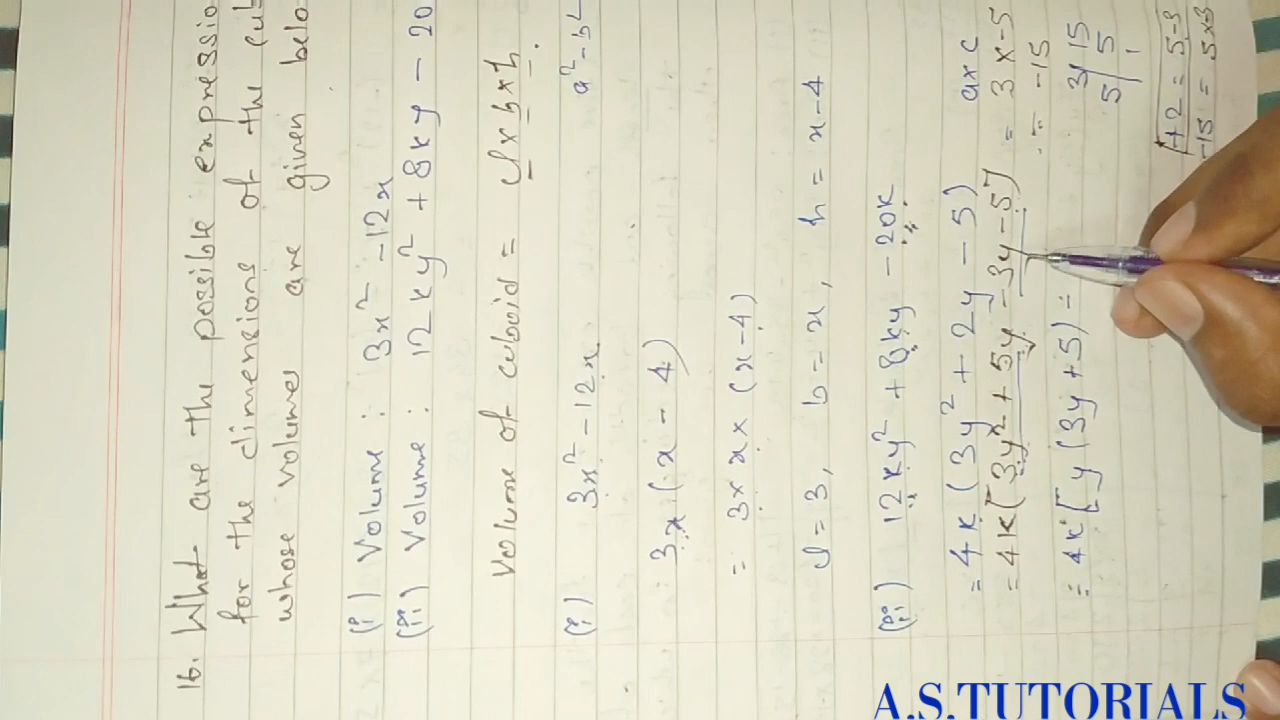 16. What are the possible expressio
for the dimensions of the cub
whose volumes are given belo
(i) Volume : 3x² - 12x
(ii) Volume : 12ky² + 8ky - 20
Volume of cuboid = l x b x h.
(i) 3x² - 12x a² - b²
3x(x - 4)
= 3 x x x (x - 4)
l = 3, b = x, h = x - 4
(ii) 12ky² + 8ky - 20k
= 4k(3y² + 2y - 5) axc
= 4k[3y² + 5y - 3y - 5] = 3 x -5
= -15
= 4k[y(3y + 5) =
3 15
5 5
1
+2 = 5-3
-15 = 5x-3
A.S.TUTORIALS